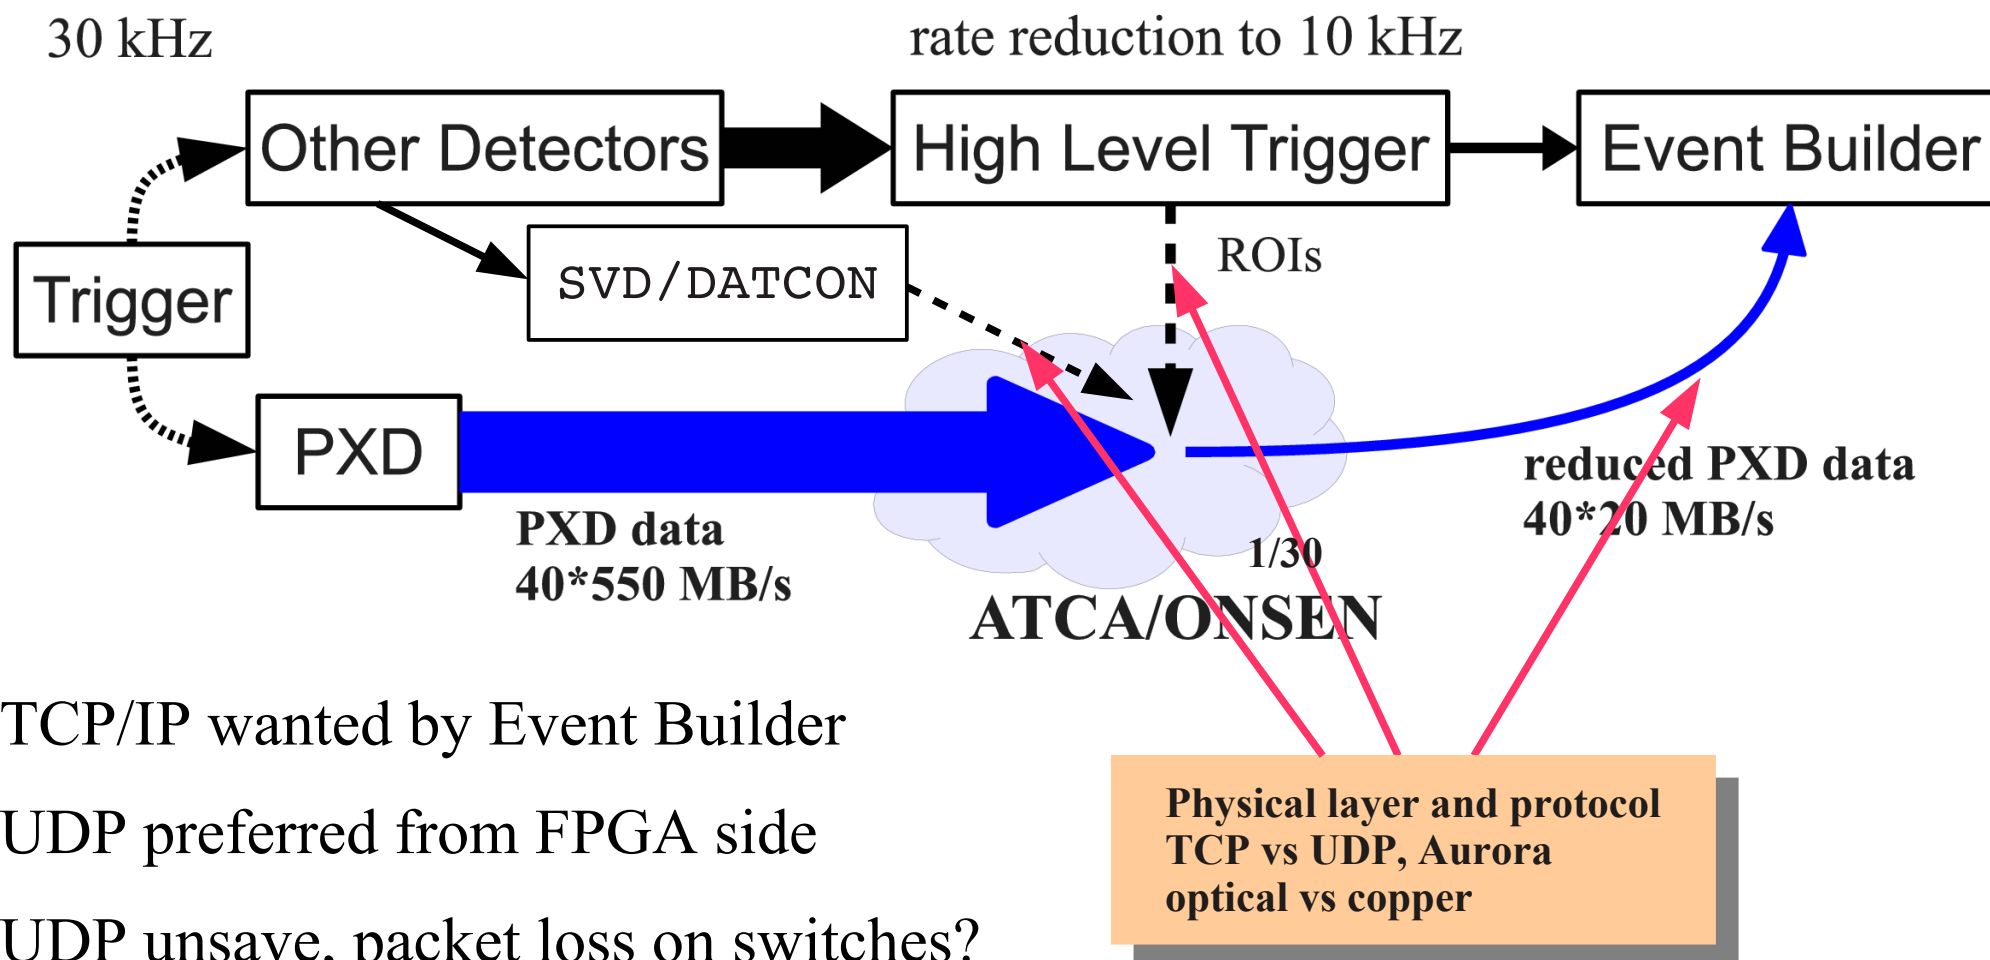 30 kHz
rate reduction to 10 kHz
Other Detectors
High Level Trigger
Event Builder
ROIs
SVD/DATCON
Trigger
PXD
reduced PXD data
40*20 MB/s
PXD data
40*550 MB/s
1/30
ATCA/ONSEN
TCP/IP wanted by Event Builder
UDP preferred from FPGA side
UDP unsave, packet loss on switches?
Physical layer and protocol
TCP vs UDP, Aurora
optical vs copper